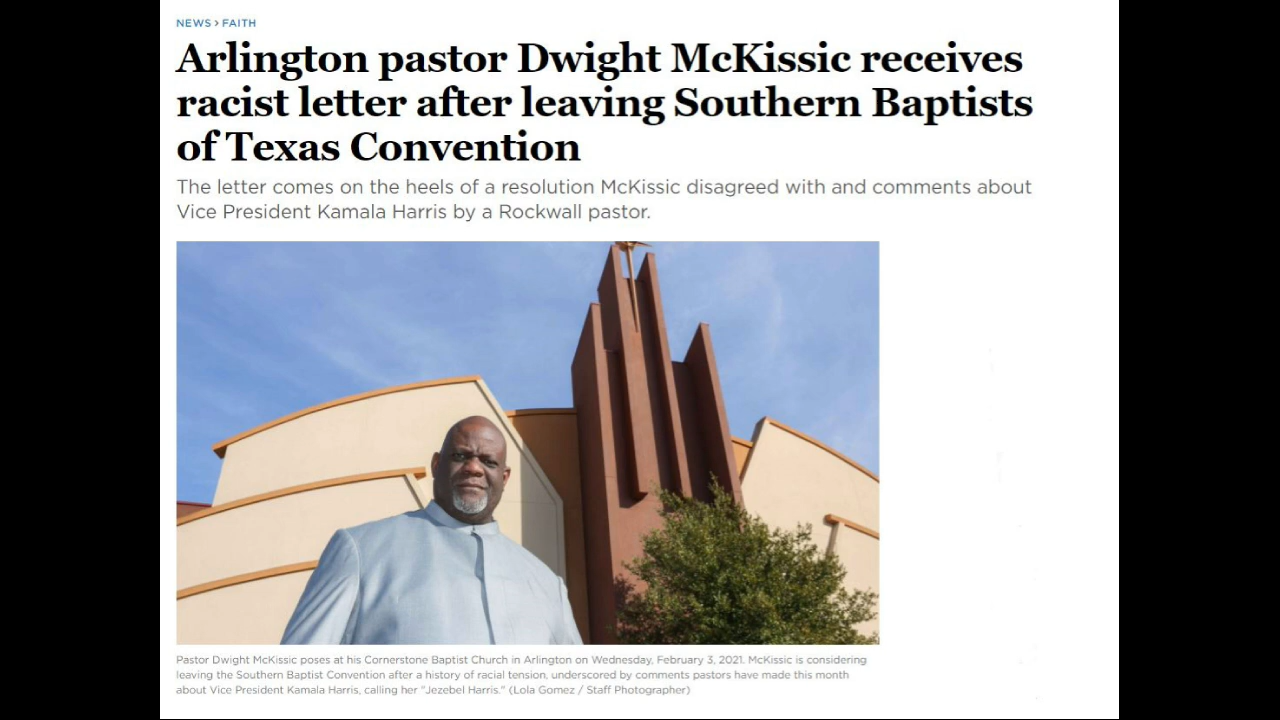 NEWS > FAITH
Arlington pastor Dwight McKissic receives
racist letter after leaving Southern Baptists
of Texas Convention
The letter comes on the heels of a resolution McKissic disagreed with and comments about
Vice President Kamala Harris by a Rockwall pastor.
Pastor Dwight McKissic poses at his Cornerstone Baptist Church in Arlington on Wednesday, February 3, 2021. McKissic is considering
leaving the Southern Baptist Convention after a history of racial tension, underscored by comments pastors have made this month
about Vice President Kamala Harris, calling her "Jezebel Harris." (Lola Gomez / Staff Photographer)